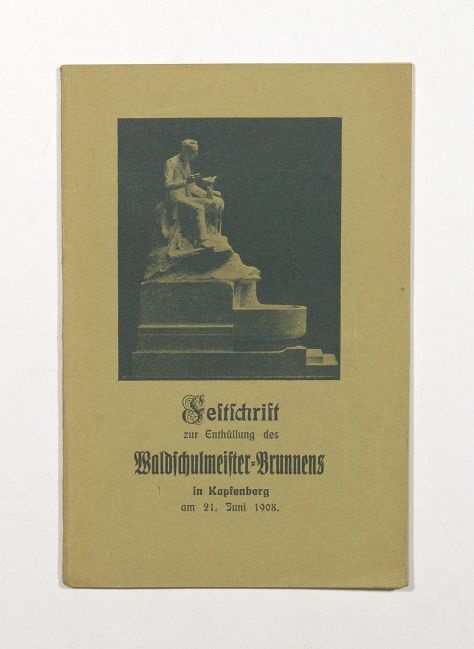 Festschrift
zur Enthüllung des
Waldschulmeister-Brunnens
in Kapfenberg
am 21. Juni 1908.